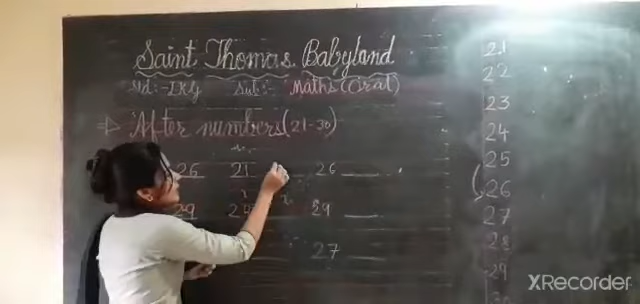 Saint Thomas Babyland
Std:-LKG Sub:- Maths (Oral)
After numbers (21-30)
26 21 26
29 29
27
21
22
23
24
25
26
27
28
29
XRecorder